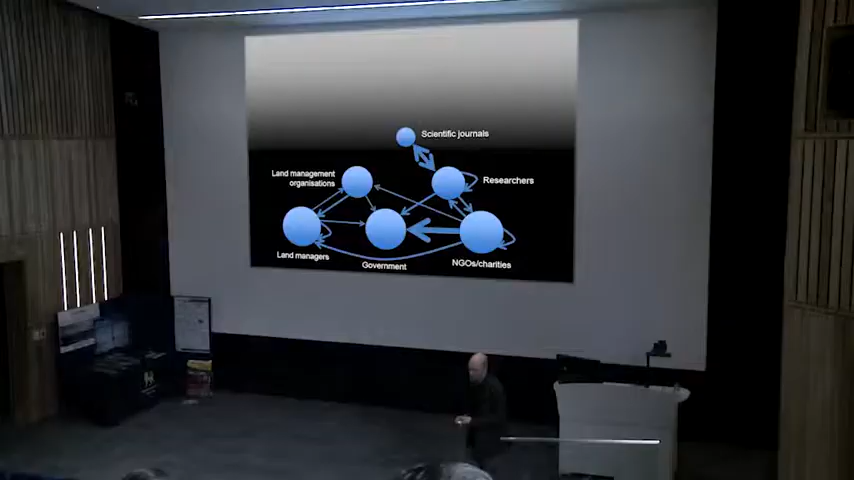 Scientific journals
Land management
organisations
Researchers
Land managers
Government
NGOs/charities